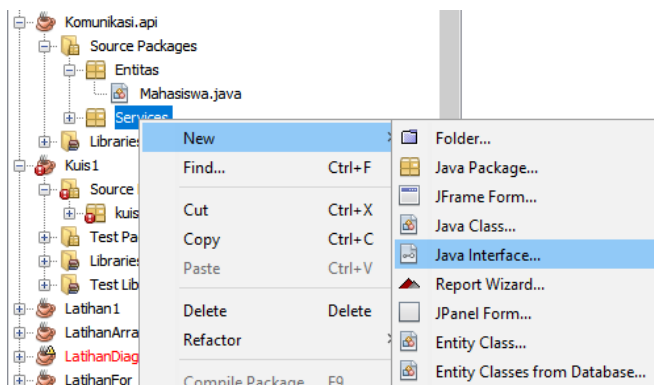 Komunikasi.api
Source Packages
Entitas
Mahasiswa.java
Services
Libraries
Kuis1
Source
kuis
Test Pa
Libraries
Test Lib
Latihan1
LatihanArra
LatihanDiag
LatihanFor
New
Find... Ctrl+F
Cut Ctrl+X
Copy Ctrl+C
Paste Ctrl+V
Delete Delete
Refactor
Compile Package F9
Folder...
Java Package...
JFrame Form...
Java Class...
Java Interface...
Report Wizard...
JPanel Form...
Entity Class...
Entity Classes from Database...